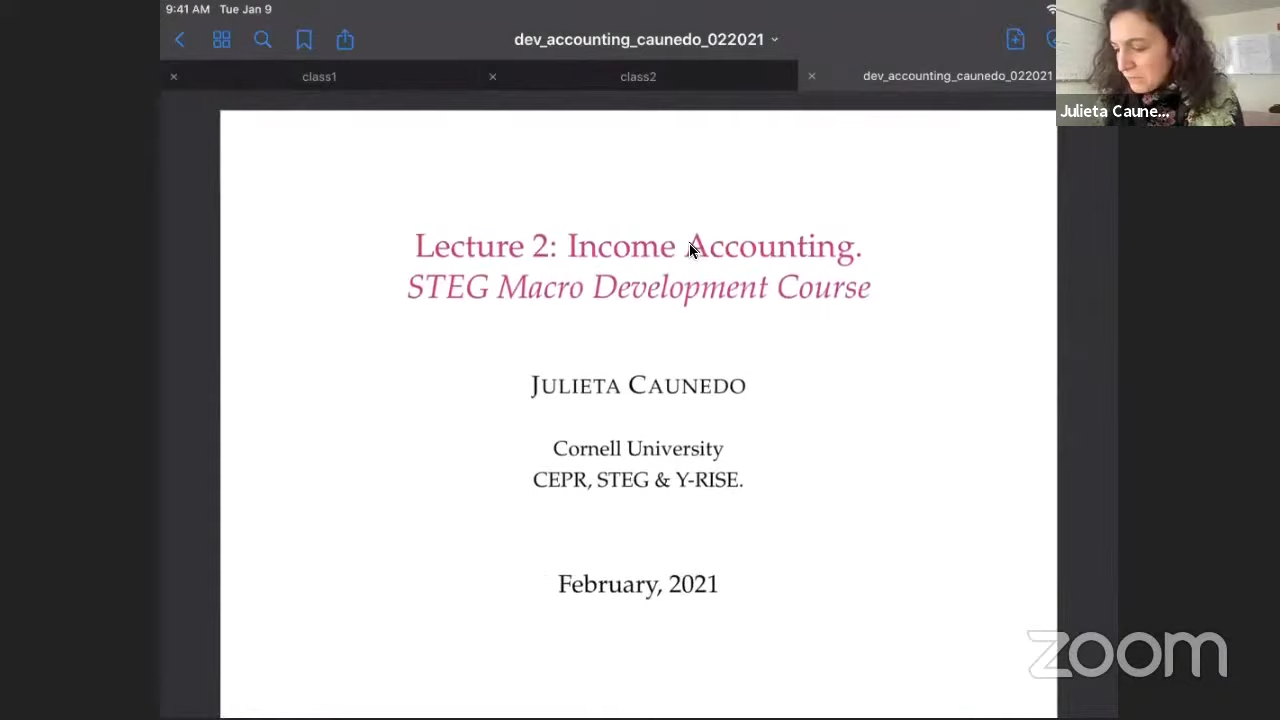 9:41 AM Tue Jan 9
dev_accounting_caunedo_022021
class1
class2
dev_accounting_caunedo_022021
Julieta Caune...
Lecture 2: Income Accounting.
STEG Macro Development Course
JULIETA CAUNEDO
Cornell University
CEPR, STEG & Y-RISE.
February, 2021
zoom